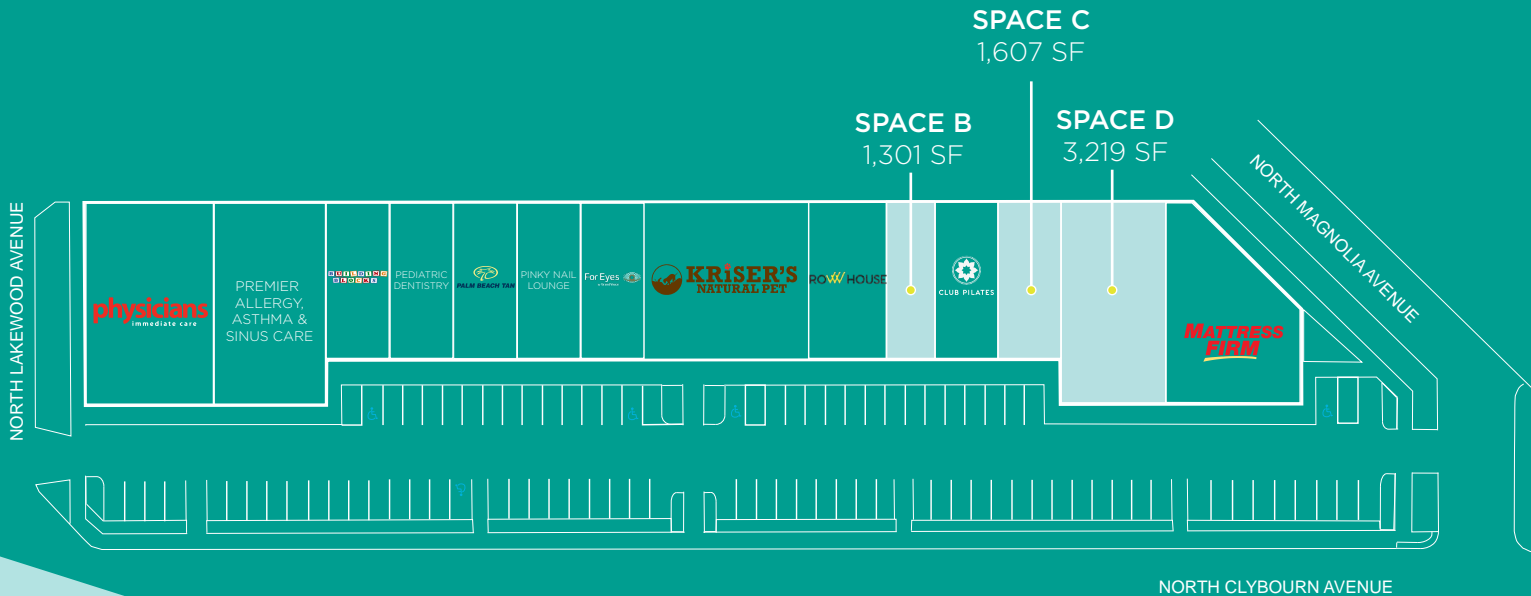 SPACE C
1,607 SF
SPACE B
1,301 SF
SPACE D
3,219 SF
NORTH LAKEWOOD AVENUE
NORTH MAGNOLIA AVENUE
physicians
immediate care
PREMIER
ALLERGY,
ASTHMA &
SINUS CARE
BUILDING
BLOCKS
PEDIATRIC
DENTISTRY
PALM BEACH TAN
PINKY NAIL
LOUNGE
For Eyes
KRiSER'S
NATURAL PET
ROW HOUSE
CLUB PILATES
MATTRESS
FIRM
NORTH CLYBOURN AVENUE